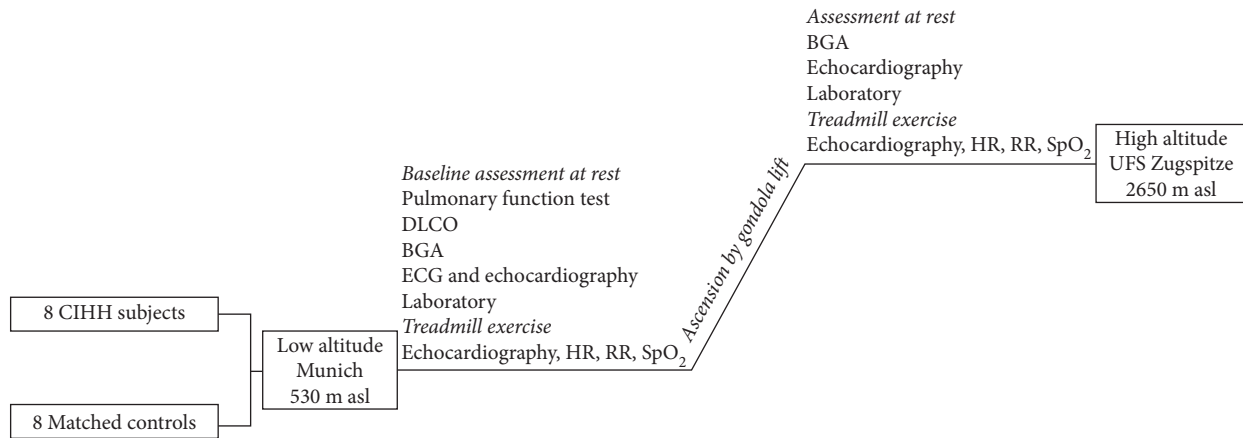 8 CIHH subjects
8 Matched controls
Low altitude
Munich
530 m asl
Baseline assessment at rest
Pulmonary function test
DLCO
BGA
ECG and echocardiography
Laboratory
Treadmill exercise
Echocardiography, HR, RR, SpO₂
Ascension by gondola lift
Assessment at rest
BGA
Echocardiography
Laboratory
Treadmill exercise
Echocardiography, HR, RR, SpO₂
High altitude
UFS Zugspitze
2650 m asl